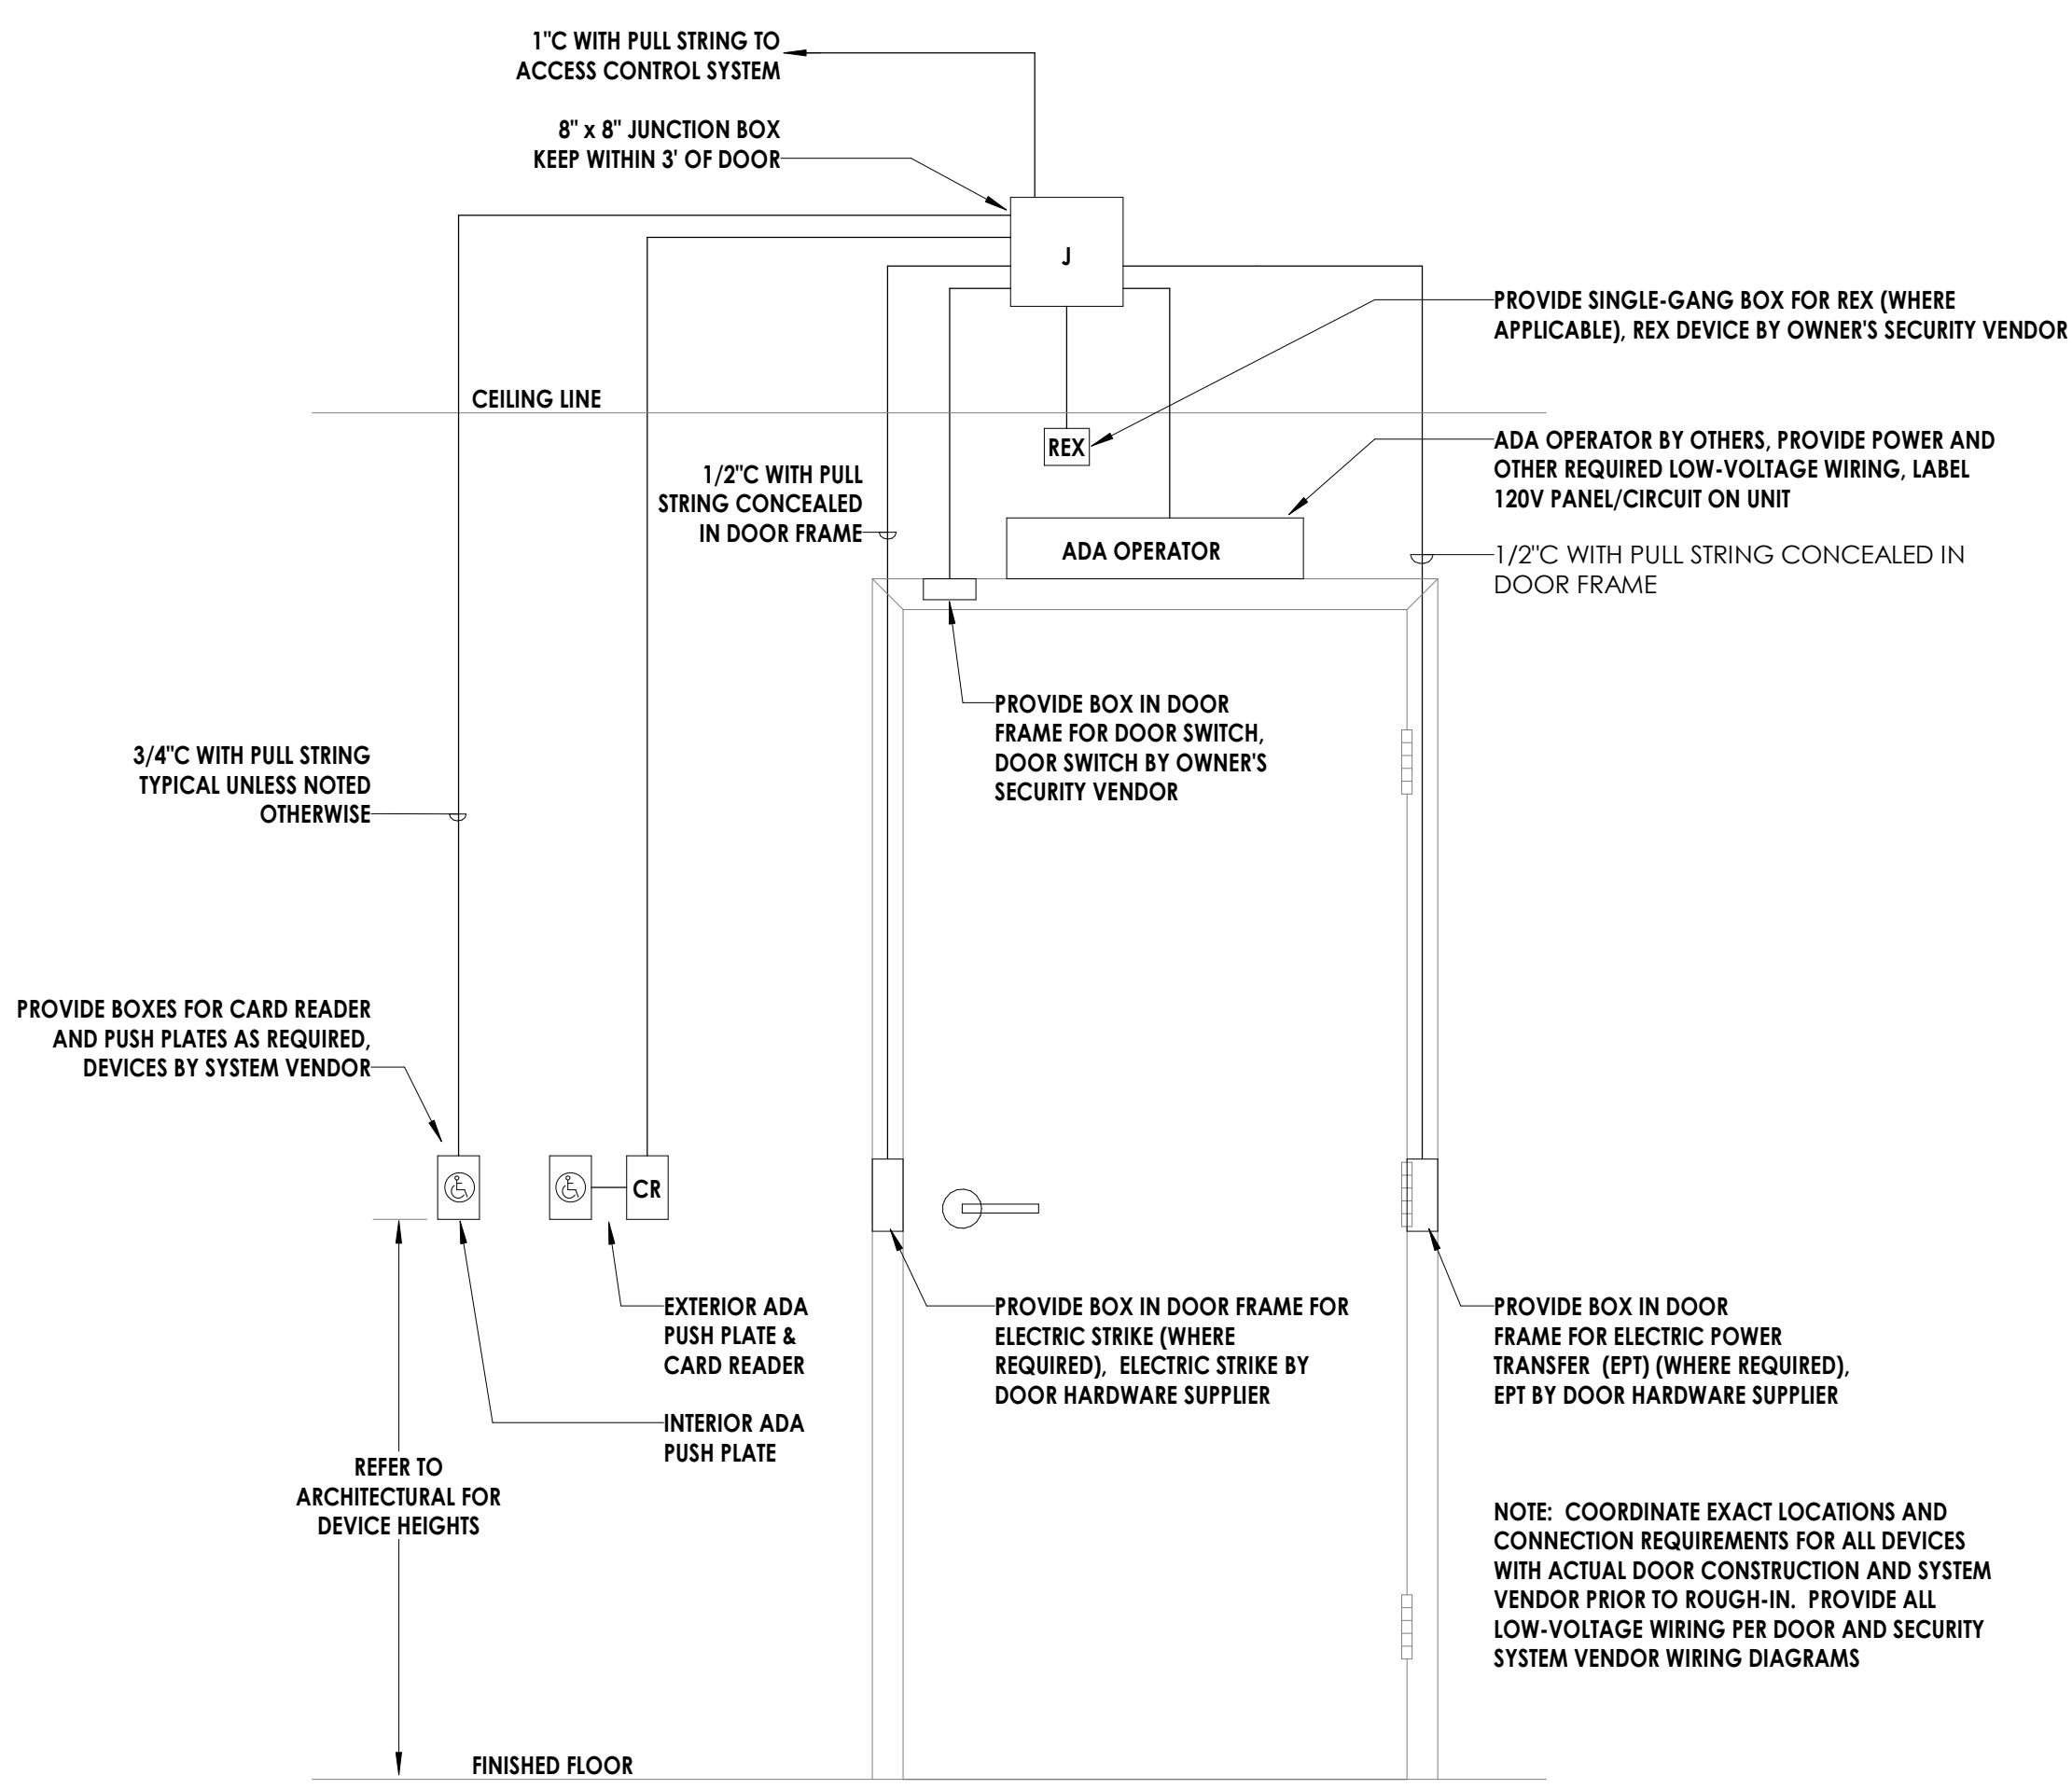 1"C WITH PULL STRING TO
ACCESS CONTROL SYSTEM
8" x 8" JUNCTION BOX
KEEP WITHIN 3' OF DOOR
J
PROVIDE SINGLE-GANG BOX FOR REX (WHERE
APPLICABLE), REX DEVICE BY OWNER'S SECURITY VENDOR
CEILING LINE
REX
ADA OPERATOR BY OTHERS, PROVIDE POWER AND
OTHER REQUIRED LOW-VOLTAGE WIRING, LABEL
120V PANEL/CIRCUIT ON UNIT
1/2"C WITH PULL
STRING CONCEALED
IN DOOR FRAME
ADA OPERATOR
1/2"C WITH PULL STRING CONCEALED IN
DOOR FRAME
PROVIDE BOX IN DOOR
FRAME FOR DOOR SWITCH,
DOOR SWITCH BY OWNER'S
SECURITY VENDOR
3/4"C WITH PULL STRING
TYPICAL UNLESS NOTED
OTHERWISE
PROVIDE BOXES FOR CARD READER
AND PUSH PLATES AS REQUIRED,
DEVICES BY SYSTEM VENDOR
CR
EXTERIOR ADA
PUSH PLATE &
CARD READER
PROVIDE BOX IN DOOR FRAME FOR
ELECTRIC STRIKE (WHERE
REQUIRED),  ELECTRIC STRIKE BY
DOOR HARDWARE SUPPLIER
PROVIDE BOX IN DOOR
FRAME FOR ELECTRIC POWER
TRANSFER  (EPT) (WHERE REQUIRED),
EPT BY DOOR HARDWARE SUPPLIER
INTERIOR ADA
PUSH PLATE
REFER TO
ARCHITECTURAL FOR
DEVICE HEIGHTS
NOTE:  COORDINATE EXACT LOCATIONS AND
CONNECTION REQUIREMENTS FOR ALL DEVICES
WITH ACTUAL DOOR CONSTRUCTION AND SYSTEM
VENDOR PRIOR TO ROUGH-IN.  PROVIDE ALL
LOW-VOLTAGE WIRING PER DOOR AND SECURITY
SYSTEM VENDOR WIRING DIAGRAMS
FINISHED FLOOR